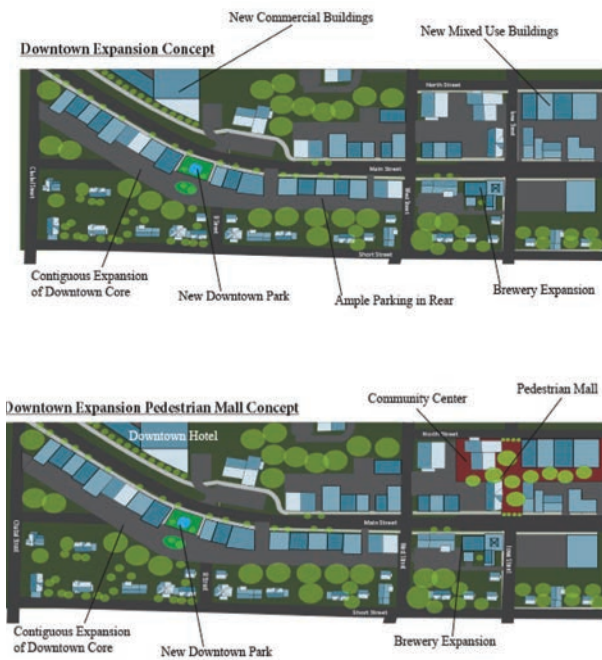 New Commercial Buildings
Downtown Expansion Concept
New Mixed Use Buildings
North Street
Main Street
Short Street
Contiguous Expansion
of Downtown Core
New Downtown Park
Ample Parking in Rear
Brewery Expansion
Pedestrian Mall
Community Center
Downtown Expansion Pedestrian Mall Concept
Downtown Hotel
North Street
Main Street
Short Street
Contiguous Expansion
of Downtown Core
New Downtown Park
Brewery Expansion